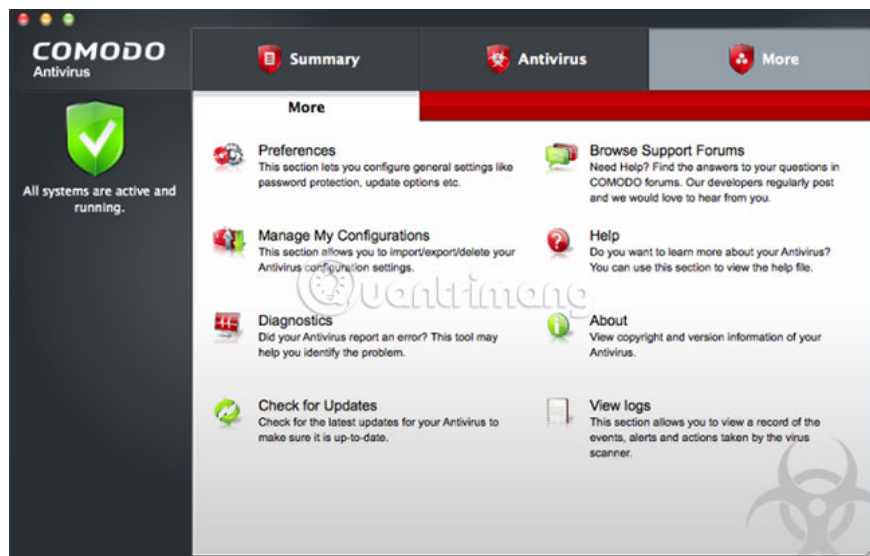 COMODO
Antivirus
Summary
Antivirus
More
More
All systems are active and
running.
Preferences
This section lets you configure general settings like
password protection, update options etc.
Manage My Configurations
This section allows you to import/export/delete your
Antivirus configuration settings.
Diagnostics
Did your Antivirus report an error? This tool may
help you identify the problem.
Check for Updates
Check for the latest updates for your Antivirus to
make sure it is up-to-date.
Browse Support Forums
Need Help? Find the answers to your questions in
COMODO forums. Our developers regularly post
and we would love to hear from you.
Help
Do you want to learn more about your Antivirus?
You can use this section to view the help file.
About
View copyright and version information of your
Antivirus.
View logs
This section allows you to view a record of the
events, alerts and actions taken by the virus
scanner.
Quantrimang